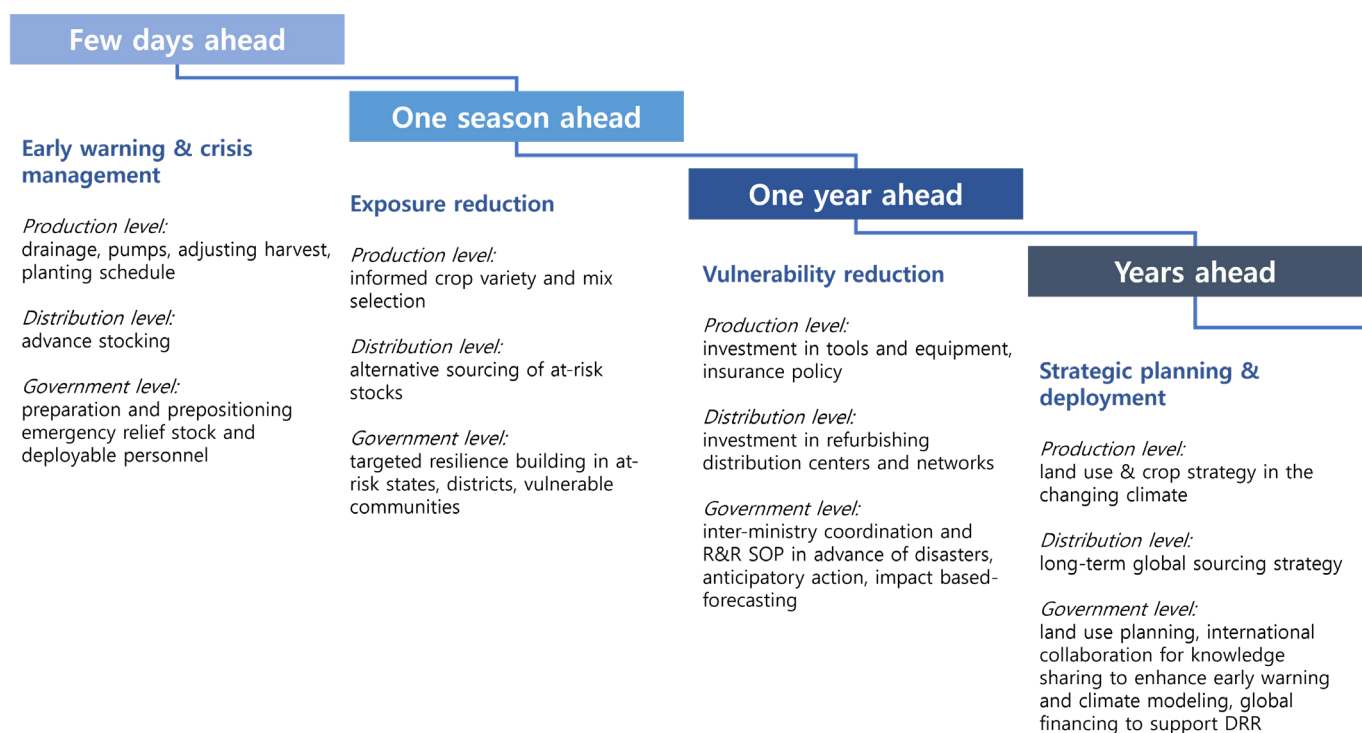 Few days ahead
Early warning & crisis
management
Production level:
drainage, pumps, adjusting harvest,
planting schedule
Distribution level:
advance stocking
Government level:
preparation and prepositioning
emergency relief stock and
deployable personnel
One season ahead
Exposure reduction
Production level:
informed crop variety and mix
selection
Distribution level:
alternative sourcing of at-risk
stocks
Government level:
targeted resilience building in at-
risk states, districts, vulnerable
communities
One year ahead
Vulnerability reduction
Production level:
investment in tools and equipment,
insurance policy
Distribution level:
investment in refurbishing
distribution centers and networks
Government level:
inter-ministry coordination and
R&R SOP in advance of disasters,
anticipatory action, impact based-
forecasting
Years ahead
Strategic planning &
deployment
Production level:
land use & crop strategy in the
changing climate
Distribution level:
long-term global sourcing strategy
Government level:
land use planning, international
collaboration for knowledge
sharing to enhance early warning
and climate modeling, global
financing to support DRR